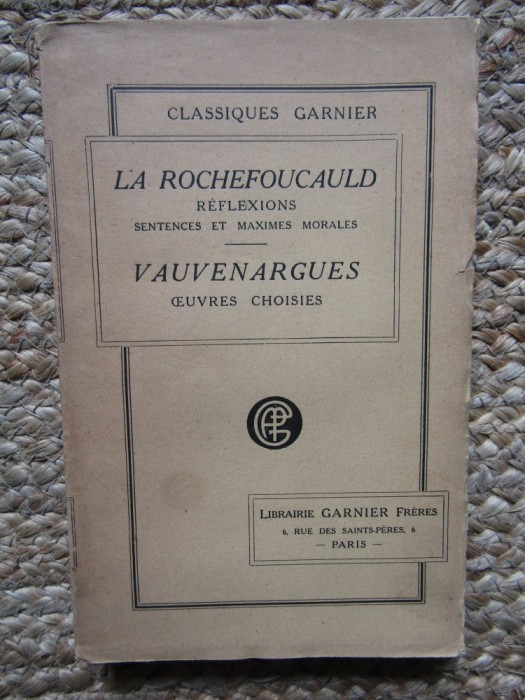 CLASSIQUES GARNIER
LA ROCHEFOUCAULD
RÉFLEXIONS
SENTENCES ET MAXIMES MORALES
VAUVENARGUES
ŒUVRES CHOISIES
LIBRAIRIE GARNIER FRÈRES
6, RUE DES SAINTS-PÈRES, 6
— PARIS —